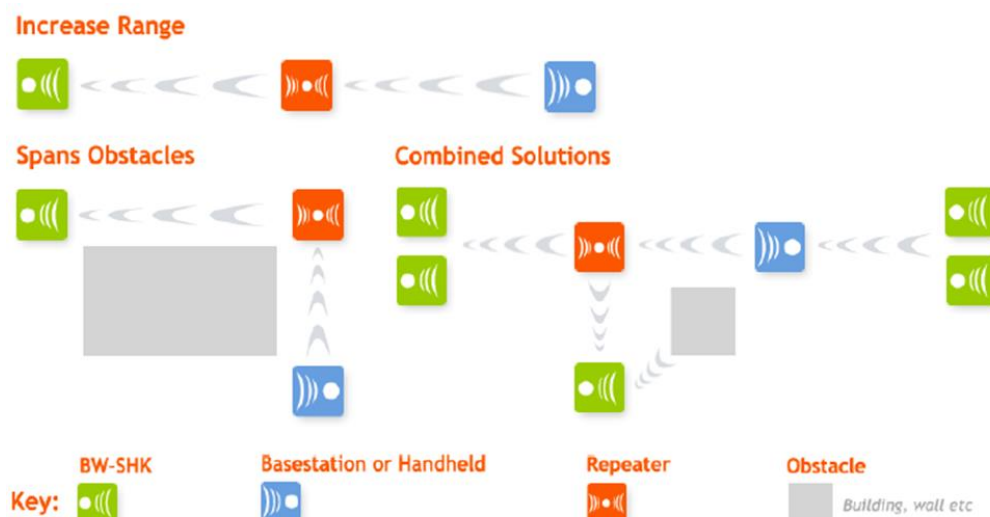 Increase Range
Spans Obstacles
Combined Solutions
BW-SHK
Basestation or Handheld
Repeater
Obstacle
Key:
Building, wall etc